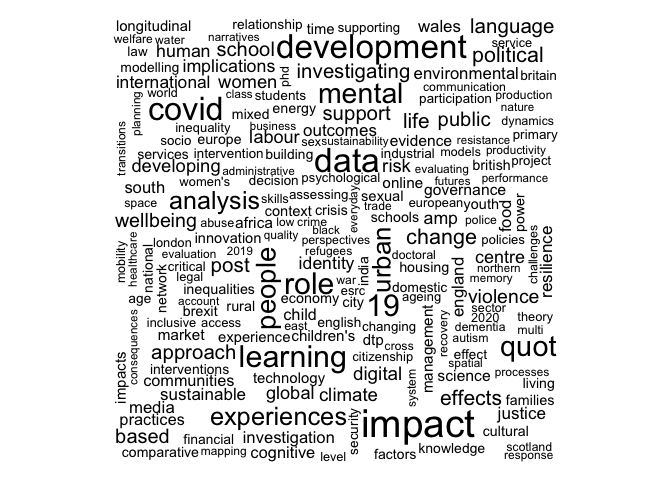 longitudinal relationship time supporting wales language
welfare water narratives service
law human school development political
modelling implications phd investigating environmental britain
international women mental communication
planning world class students participation production
covid mixed energy support life public nature
inequality business outcomes dynamics
transitions socio europe labour sex sustainability evidence resistance primary
services intervention building data industrial models productivity
developing administrative risk evaluating british project
south women's decision psychological online futures performance
space analysis skills assessing everyday sexual governance
context crisis trade european youth food power
wellbeing abuse africa low crime schools amp police
innovation quality black urban change policies challenges resilience
mobility healthcare national london perspectives
evaluation 2019 people refugees doctoral centre
network critical post identity india housing england northern
legal role war esrc domestic memory
age inequalities economy city 19 ageing violence
account rural sector
consequences brexit child 2020 theory
inclusive access east english changing management recovery dementia multi
market experience children's dtp cross autism quot
approach learning citizenship effect
impacts interventions spatial processes
communities technology digital system science living
sustainable global climate effects families
media experiences security impact justice
practices cultural
based financial investigation knowledge scotland
comparative mapping cognitive level factors response